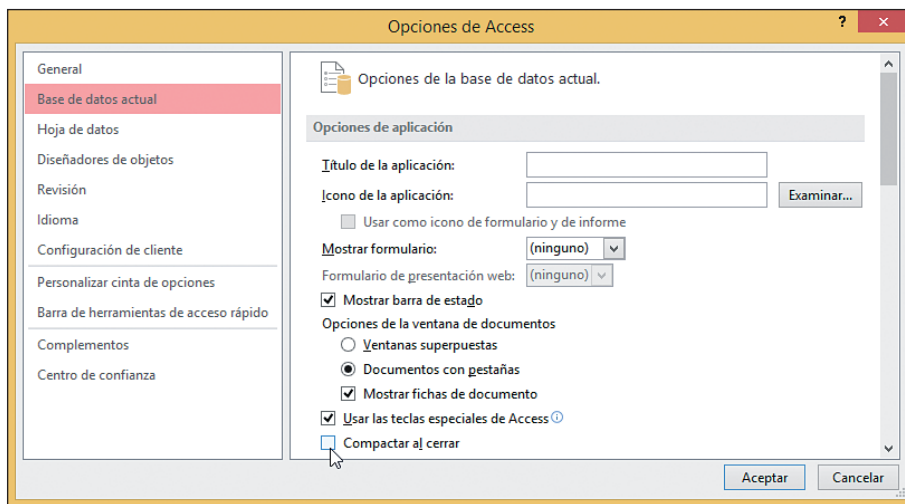 Opciones de Access
?
General
Base de datos actual
Hoja de datos
Diseñadores de objetos
Revisión
Idioma
Configuración de cliente
Personalizar cinta de opciones
Barra de herramientas de acceso rápido
Complementos
Centro de confianza
Opciones de la base de datos actual.
Opciones de aplicación
Título de la aplicación:
Icono de la aplicación:
Examinar...
Usar como icono de formulario y de informe
Mostrar formulario: (ninguno)
Formulario de presentación web: (ninguno)
Mostrar barra de estado
Opciones de la ventana de documentos
Ventanas superpuestas
Documentos con pestañas
Mostrar fichas de documento
Usar las teclas especiales de Access
Compactar al cerrar
Aceptar
Cancelar